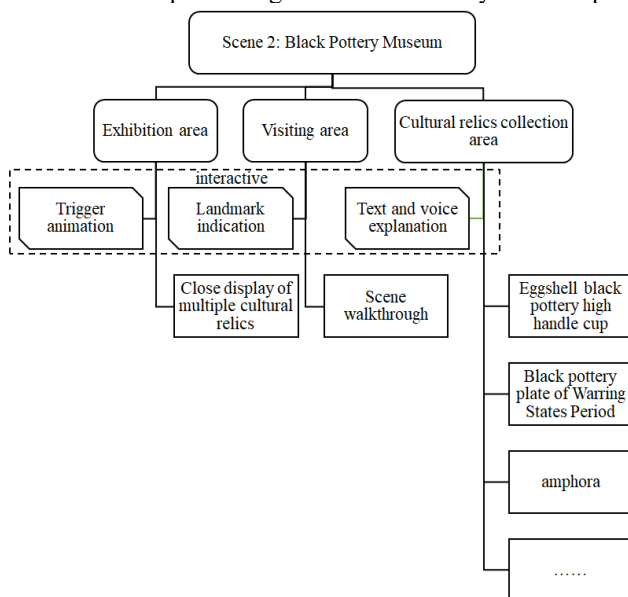 Scene 2: Black Pottery Museum
Exhibition area
Visiting area
Cultural relics collection
area
interactive
Trigger
animation
Landmark
indication
Text and voice
explanation
Close display of
multiple cultural
relics
Scene
walkthrough
Eggshell black
pottery high
handle cup
Black pottery
plate of Warring
States Period
amphora
……